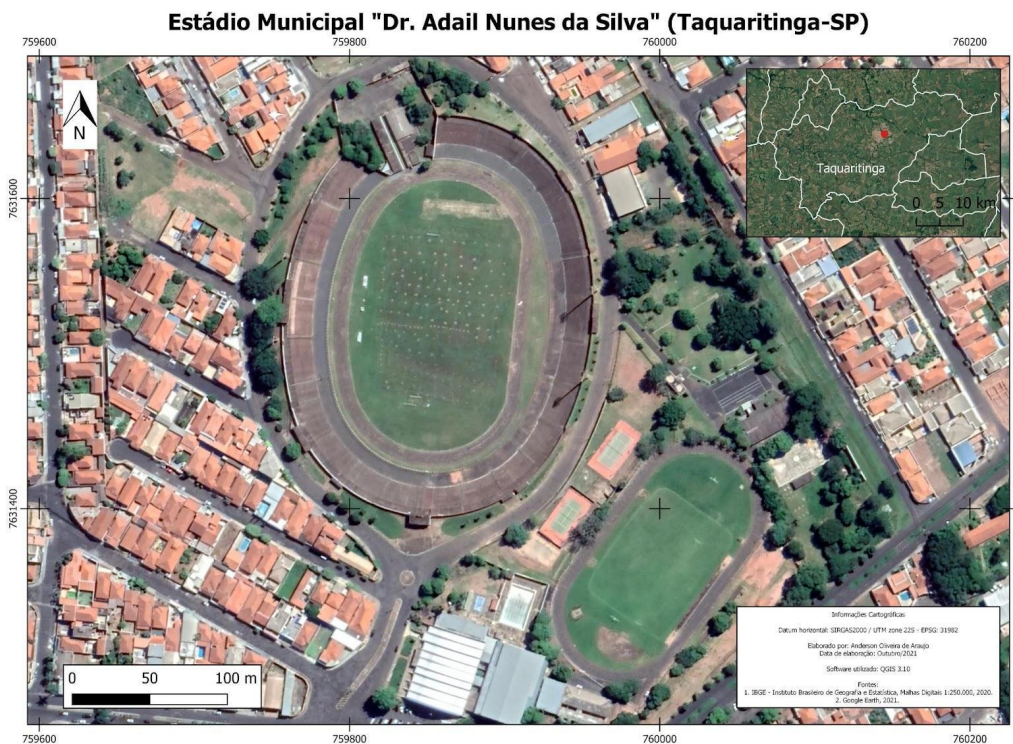 Estádio Municipal "Dr. Adail Nunes da Silva" (Taquaritinga-SP)
759600 759800 760000 760200
N
Taquaritinga
0 5 10 km
7631600 7631600
7631400 7631400
0 50 100 m
Informações Cartográficas
Datum horizontal: SIRGAS2000 / UTM zone 22S - EPSG: 31982
Elaborado por: Anderson Oliveira de Araujo
Data de elaboração: Outubro/2021
Software utilizado: QGIS 3.10
Fontes:
1. IBGE - Instituto Brasileiro de Geografia e Estatística, Malhas Digitais 1:250.000, 2020.
2. Google Earth, 2021.
759600 759800 760000 760200